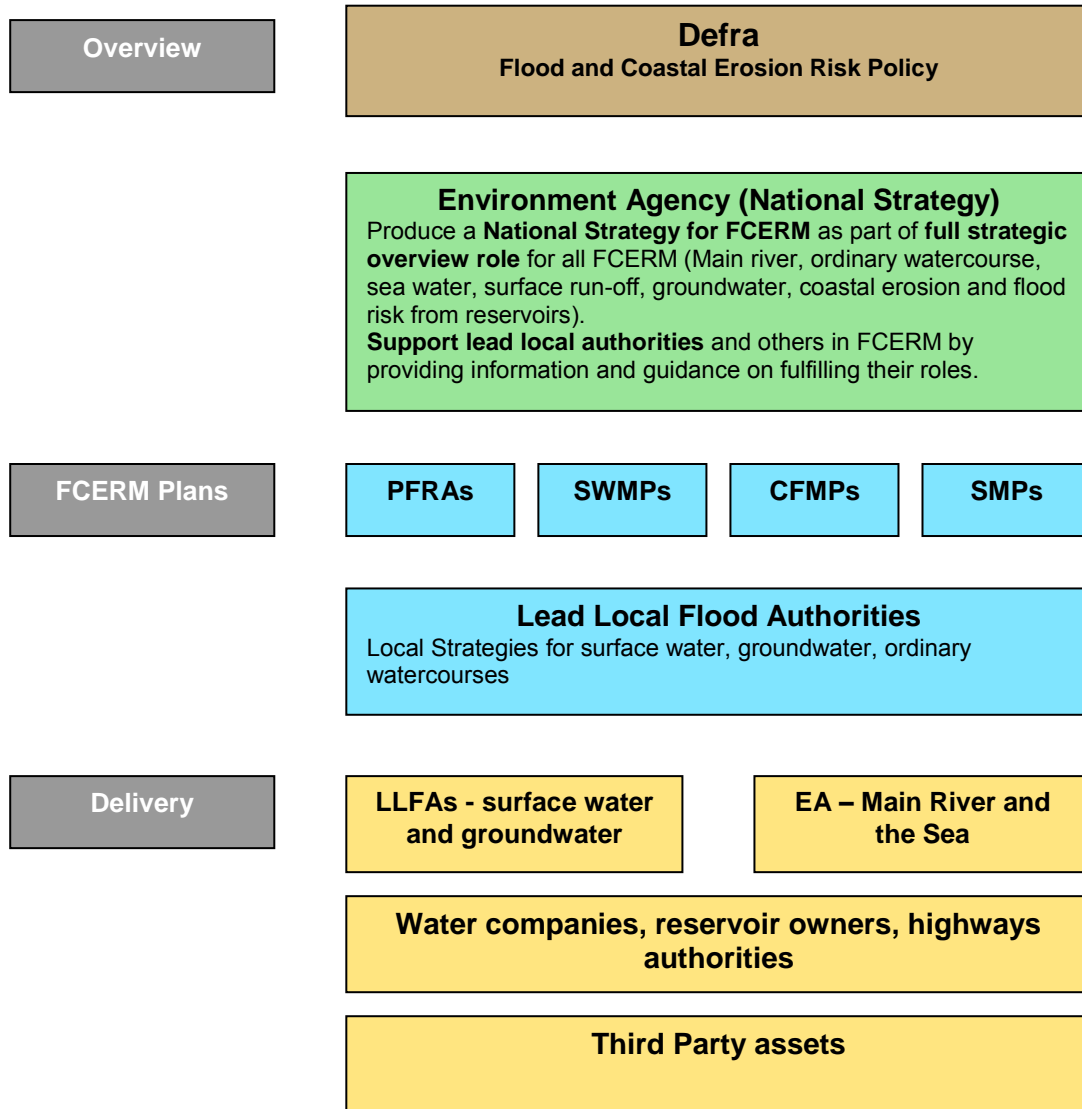 Overview
Defra
Flood and Coastal Erosion Risk Policy
Environment Agency (National Strategy)
Produce a National Strategy for FCERM as part of full strategic
overview role for all FCERM (Main river, ordinary watercourse,
sea water, surface run-off, groundwater, coastal erosion and flood
risk from reservoirs).
Support lead local authorities and others in FCERM by
providing information and guidance on fulfilling their roles.
FCERM Plans
PFRAs
SWMPs
CFMPs
SMPs
Lead Local Flood Authorities
Local Strategies for surface water, groundwater, ordinary
watercourses
Delivery
LLFAs - surface water
and groundwater
EA – Main River and
the Sea
Water companies, reservoir owners, highways
authorities
Third Party assets